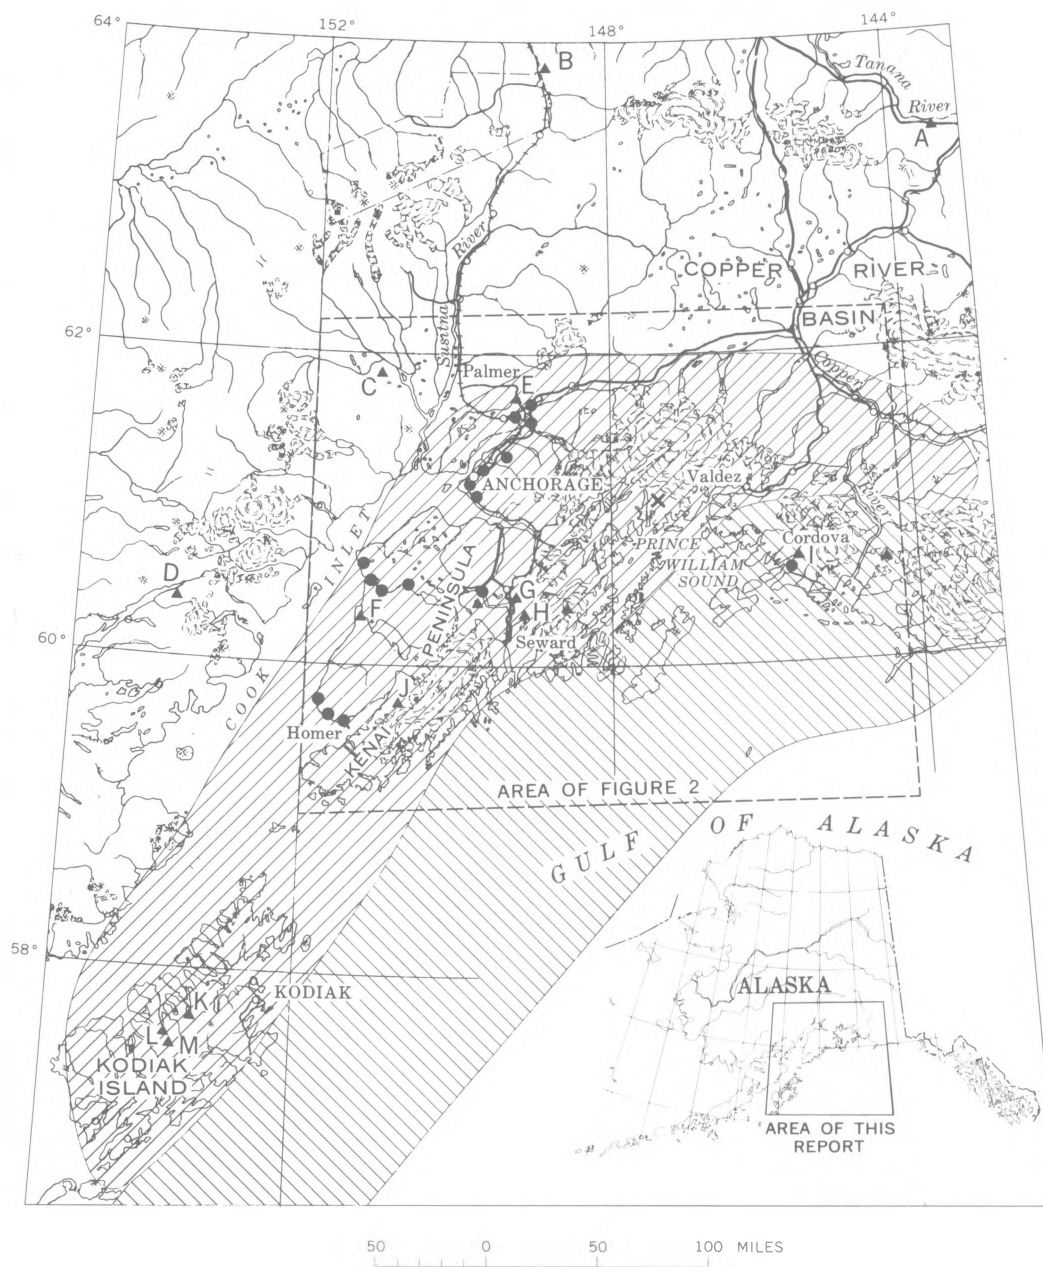 64° 152° 148° 144°
B
Tanana
River
A
River
COPPER RIVER
BASIN
62°
Susitna
C
Palmer
E
Copper
ANCHORAGE
Valdez
River
Cordova
I
PRINCE
WILLIAM
SOUND
D
INLET
F
G
H
PENINSULA
60°
Seward
COOK
J
Homer
KENAI
AREA OF FIGURE 2
GULF OF ALASKA
58°
KODIAK
K
L
M
KODIAK
ISLAND
ALASKA
AREA OF THIS
REPORT
50 0 50 100 MILES